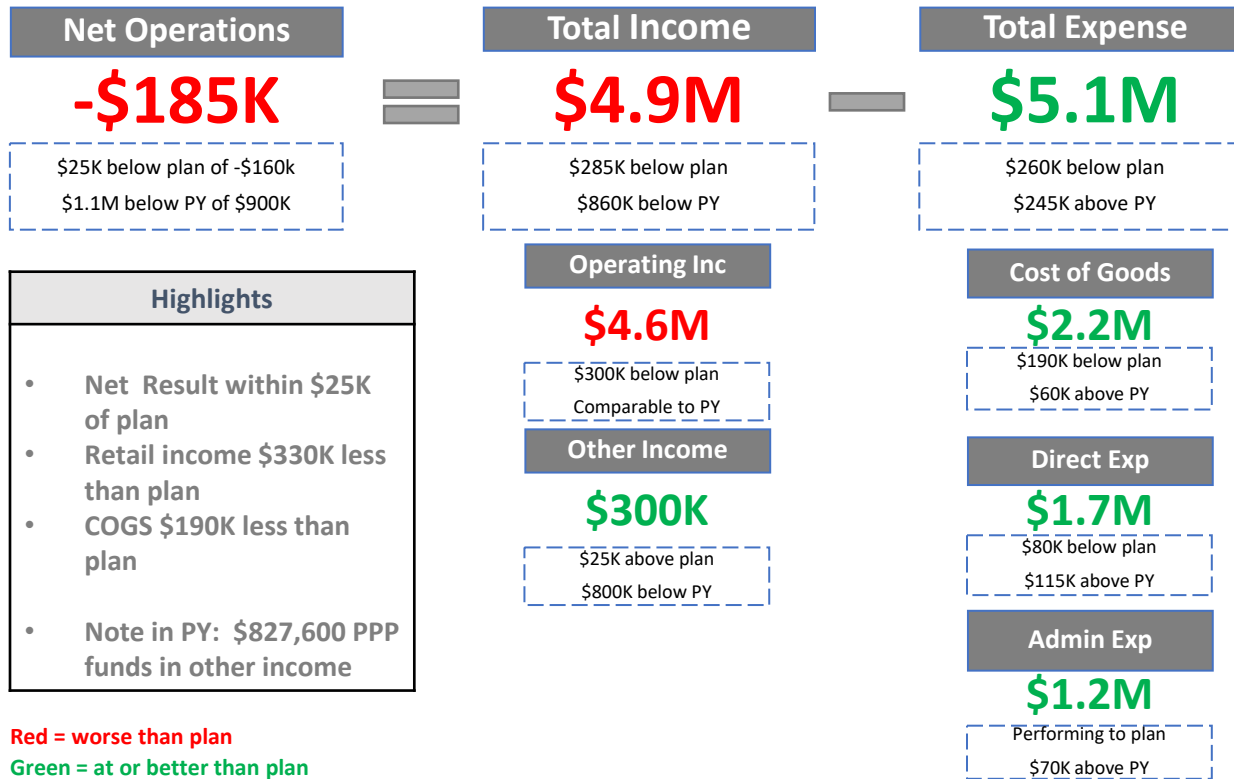 Net Operations
-$185K
$25K below plan of -$160k
$1.1M below PY of $900K
Total Income
$4.9M
$285K below plan
$860K below PY
Total Expense
$5.1M
$260K below plan
$245K above PY
Highlights
• Net Result within $25K
of plan
• Retail income $330K less
than plan
• COGS $190K less than
plan
• Note in PY: $827,600 PPP
funds in other income
Operating Inc
$4.6M
$300K below plan
Comparable to PY
Other Income
$300K
$25K above plan
$800K below PY
Cost of Goods
$2.2M
$190K below plan
$60K above PY
Direct Exp
$1.7M
$80K below plan
$115K above PY
Admin Exp
$1.2M
Performing to plan
$70K above PY
Red = worse than plan
Green = at or better than plan